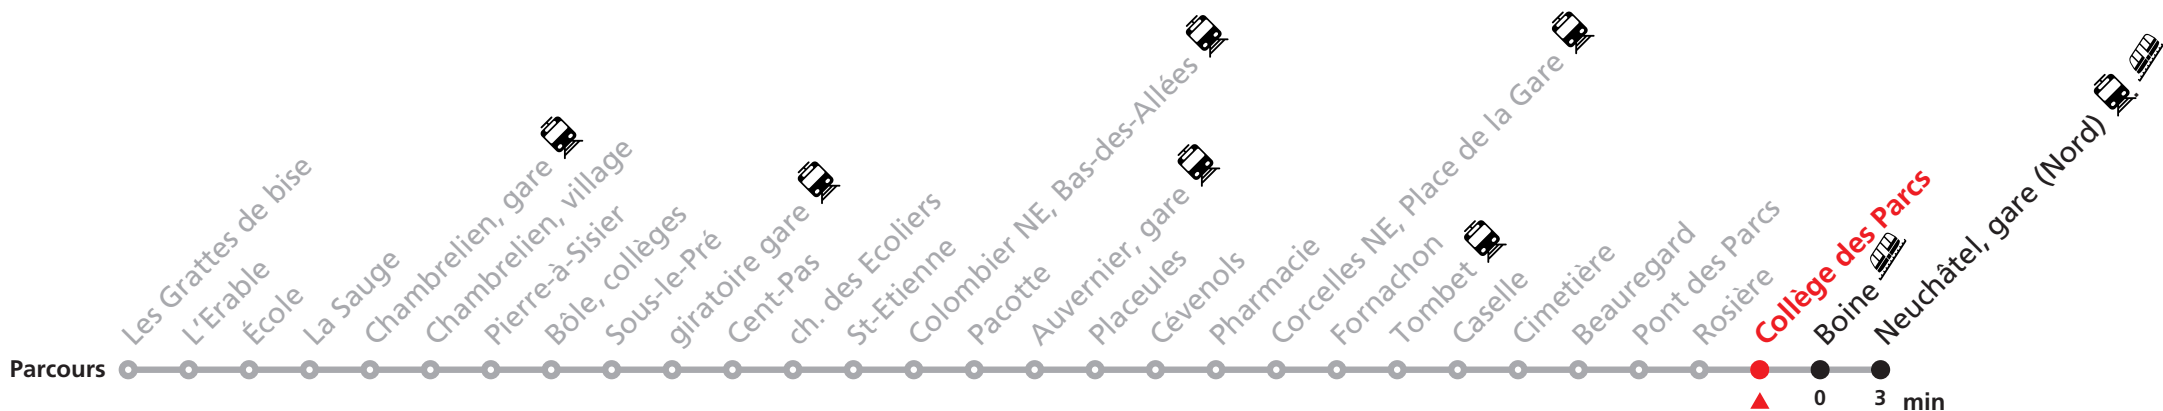 Les Grattes de bise
L'Erable
École
La Sauge
Chambrelien, gare
Chambrelien, village
Pierre-à-Sisier
Bôle, collèges
Sous-le-Pré
giratoire gare
Cent-Pas
ch. des Ecoliers
St-Etienne
Colombier NE, Bas-des-Allées
Pacotte
Auvernier, gare
Placeules
Cévenols
Pharmacie
Corcelles NE, Place de la Gare
Fornachon
Tombet
Caselle
Cimetière
Beauregard
Pont des Parcs
Rosière
Collège des Parcs
Boine
Neuchâtel, gare (Nord)
Parcours
0 3 min